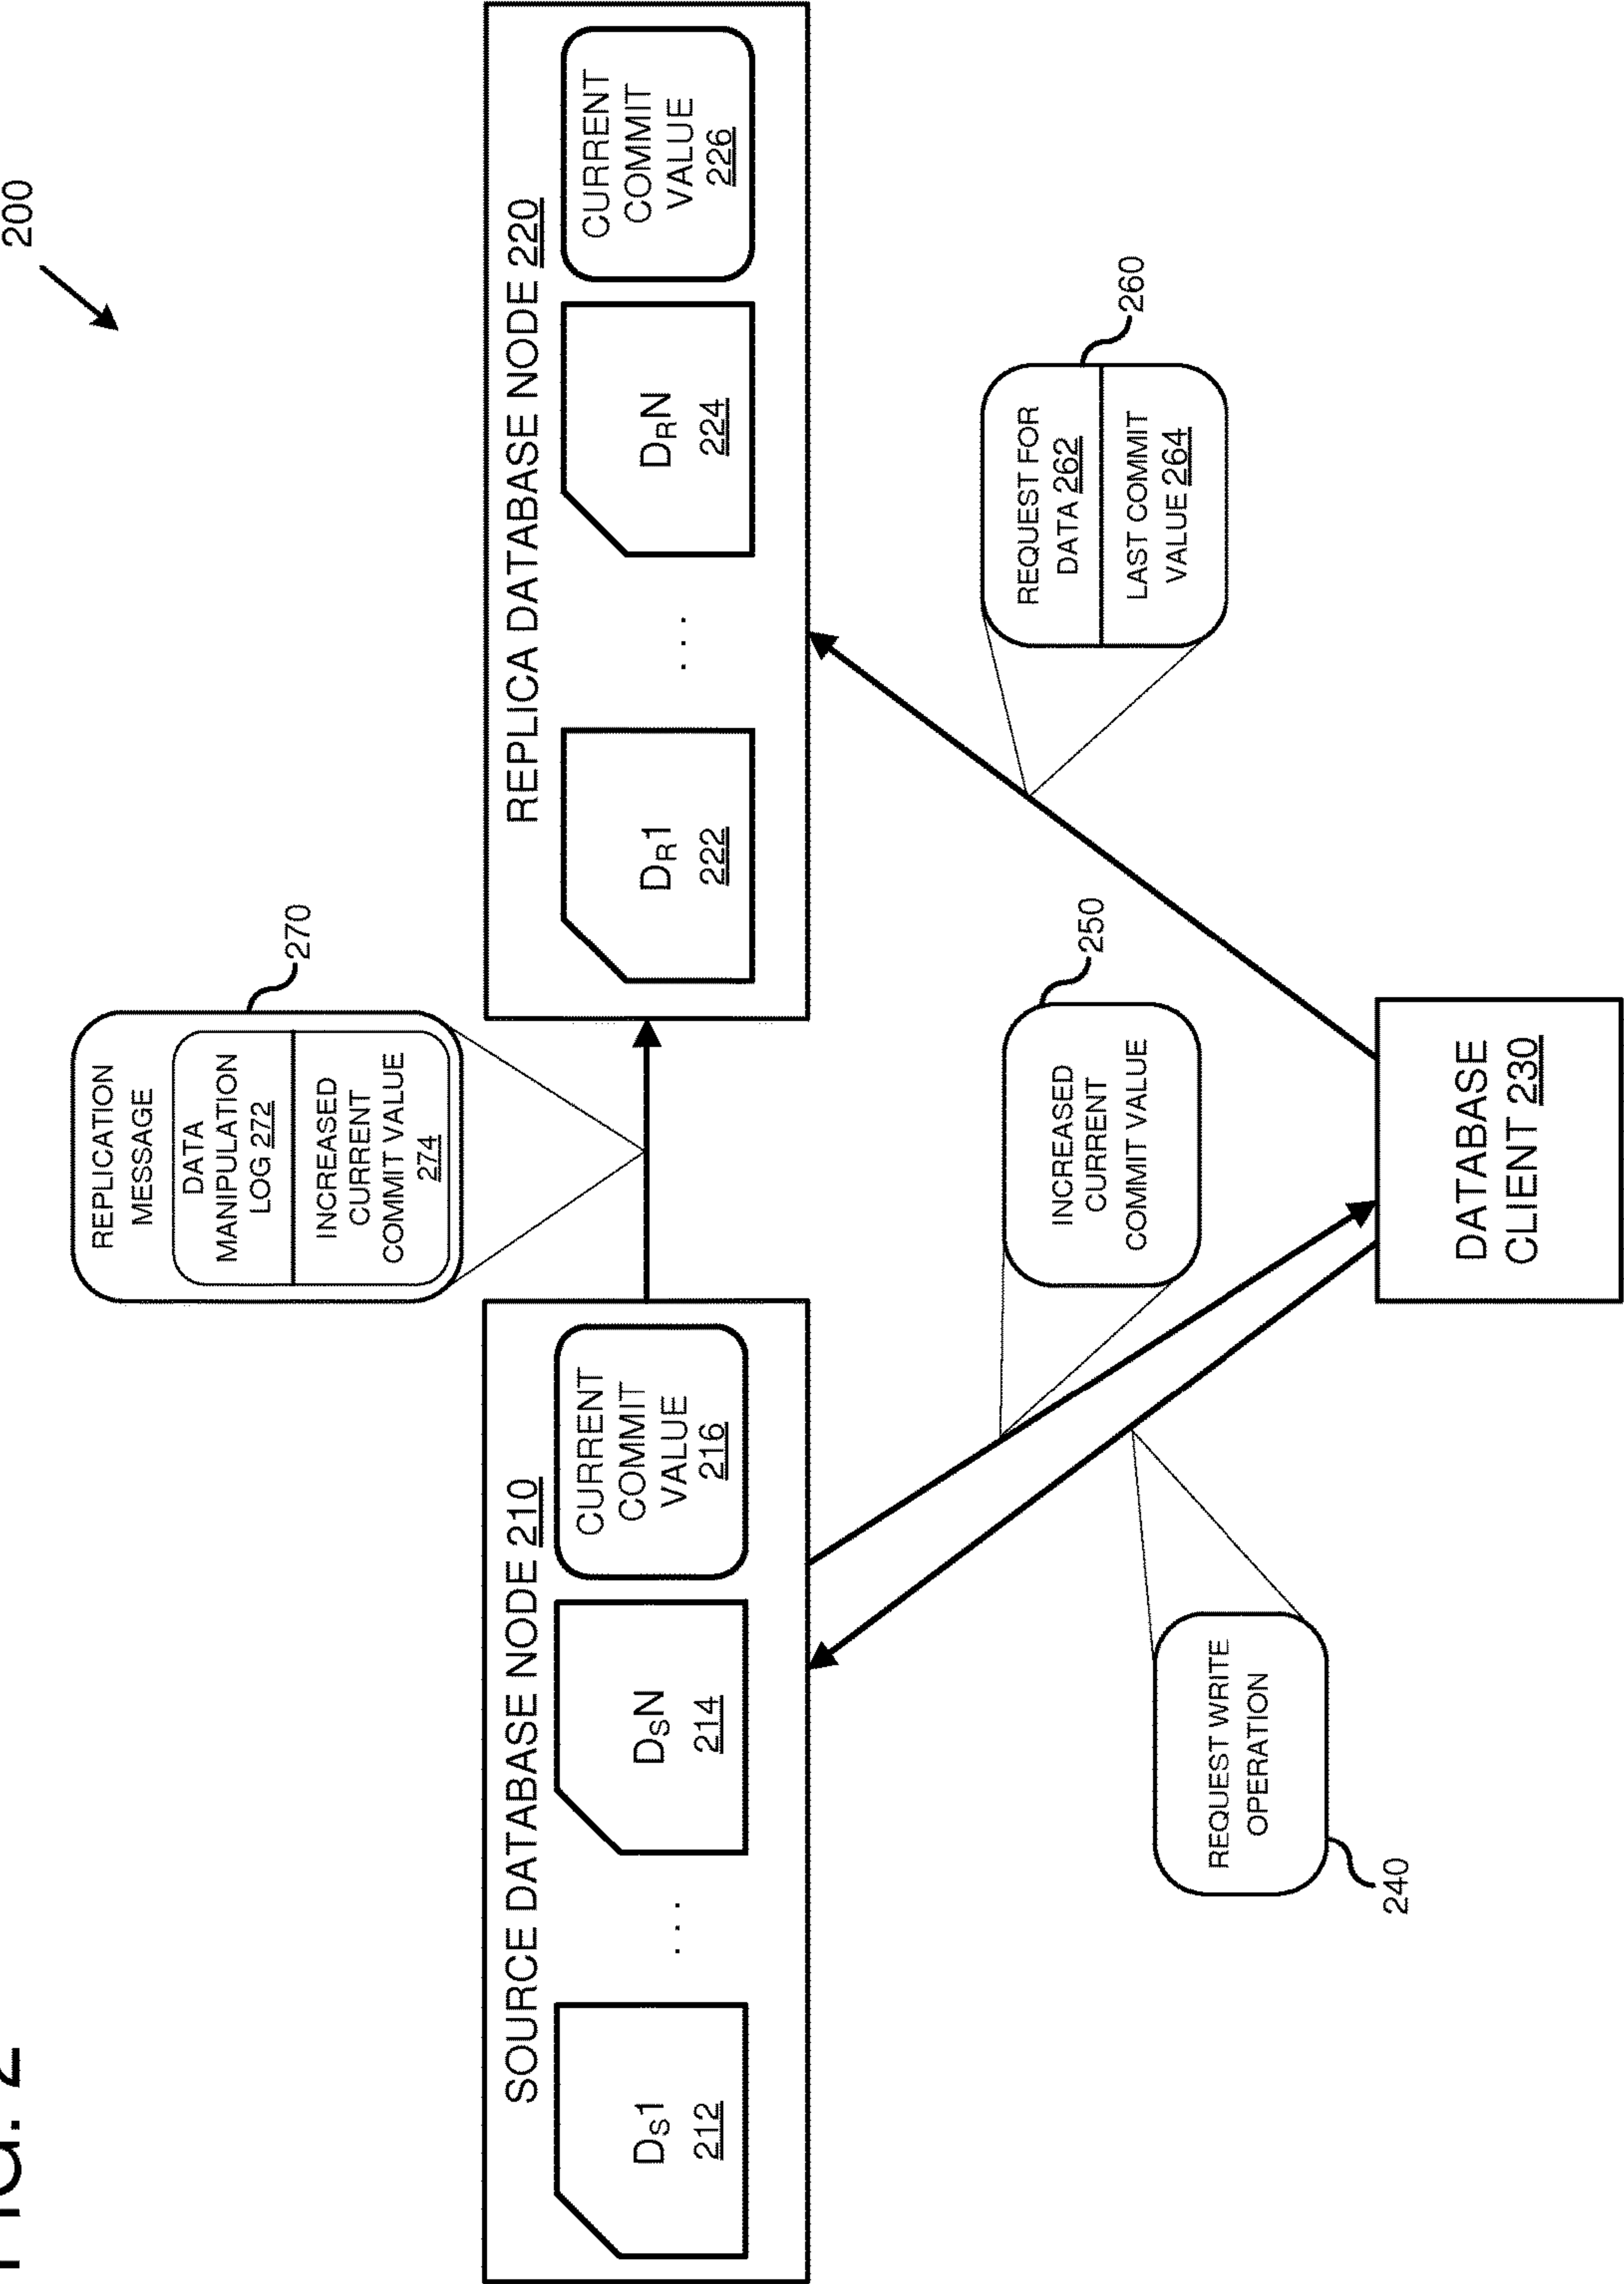 FIG. 2
200
REPLICATION
MESSAGE
DATA
MANIPULATION
LOG 272
INCREASED
CURRENT
COMMIT VALUE
274
270
SOURCE DATABASE NODE 210
DS1
212
...
DSN
214
CURRENT
COMMIT
VALUE
216
REPLICA DATABASE NODE 220
DR1
222
...
DRN
224
CURRENT
COMMIT
VALUE
226
REQUEST WRITE
OPERATION
240
INCREASED
CURRENT
COMMIT VALUE
250
REQUEST FOR
DATA 262
LAST COMMIT
VALUE 264
260
DATABASE
CLIENT 230